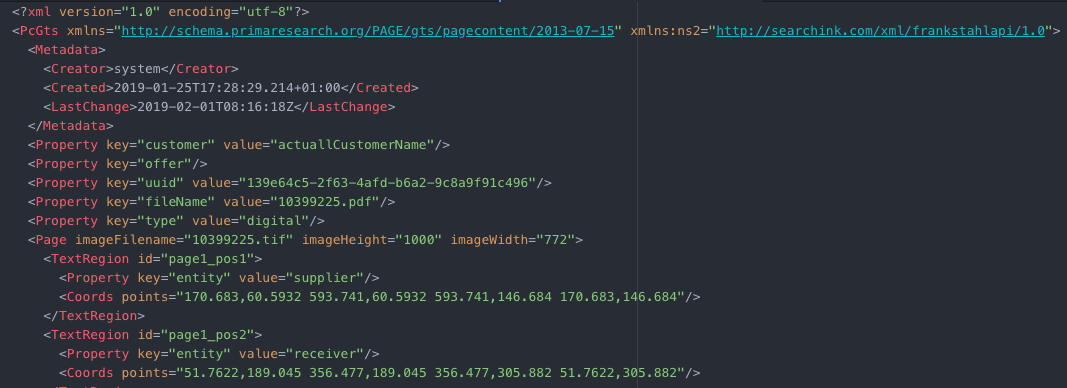 <?xml version="1.0" encoding="utf-8"?>
<PcGts xmlns="http://schema.primaresearch.org/PAGE/gts/pagecontent/2013-07-15" xmlns:ns2="http://searchink.com/xml/frankstahlapi/1.0">
<Metadata>
<Creator>system</Creator>
<Created>2019-01-25T17:28:29.214+01:00</Created>
<LastChange>2019-02-01T08:16:18Z</LastChange>
</Metadata>
<Property key="customer" value="actuallCustomerName"/>
<Property key="offer"/>
<Property key="uuid" value="139e64c5-2f63-4afd-b6a2-9c8a9f91c496"/>
<Property key="fileName" value="10399225.pdf"/>
<Property key="type" value="digital"/>
<Page imageFilename="10399225.tif" imageHeight="1000" imageWidth="772">
<TextRegion id="page1_pos1">
<Property key="entity" value="supplier"/>
<Coords points="170.683,60.5932 593.741,60.5932 593.741,146.684 170.683,146.684"/>
</TextRegion>
<TextRegion id="page1_pos2">
<Property key="entity" value="receiver"/>
<Coords points="51.7622,189.045 356.477,189.045 356.477,305.882 51.7622,305.882"/>